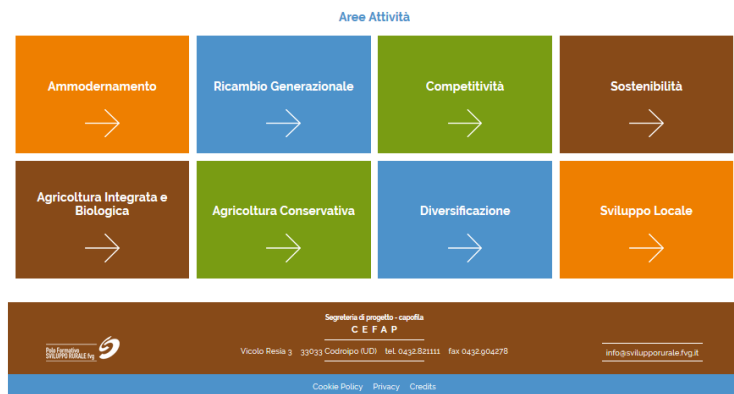 Aree Attività
Ammodernamento
Ricambio Generazionale
Competitività
Sostenibilità
Agricoltura Integrata e
Biologica
Agricoltura Conservativa
Diversificazione
Sviluppo Locale
Polo Formativo
SVILUPPO RURALE fvg
Segreteria di progetto - capofila
CEFAP
Vicolo Resia 3 33033 Codroipo (UD) tel. 0432.821111 fax 0432.904278
info@svilupporurale.fvg.it
Cookie Policy Privacy Credits